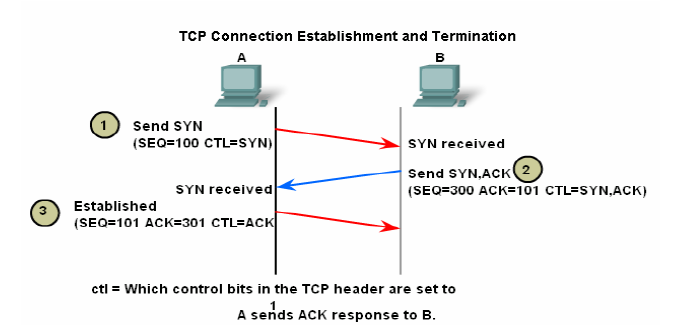 TCP Connection Establishment and Termination
A
B
1
Send SYN
(SEQ=100 CTL=SYN)
SYN received
Send SYN,ACK
2
(SEQ=300 ACK=101 CTL=SYN,ACK)
SYN received
3
Established
(SEQ=101 ACK=301 CTL=ACK
ctl = Which control bits in the TCP header are set to
1
A sends ACK response to B.